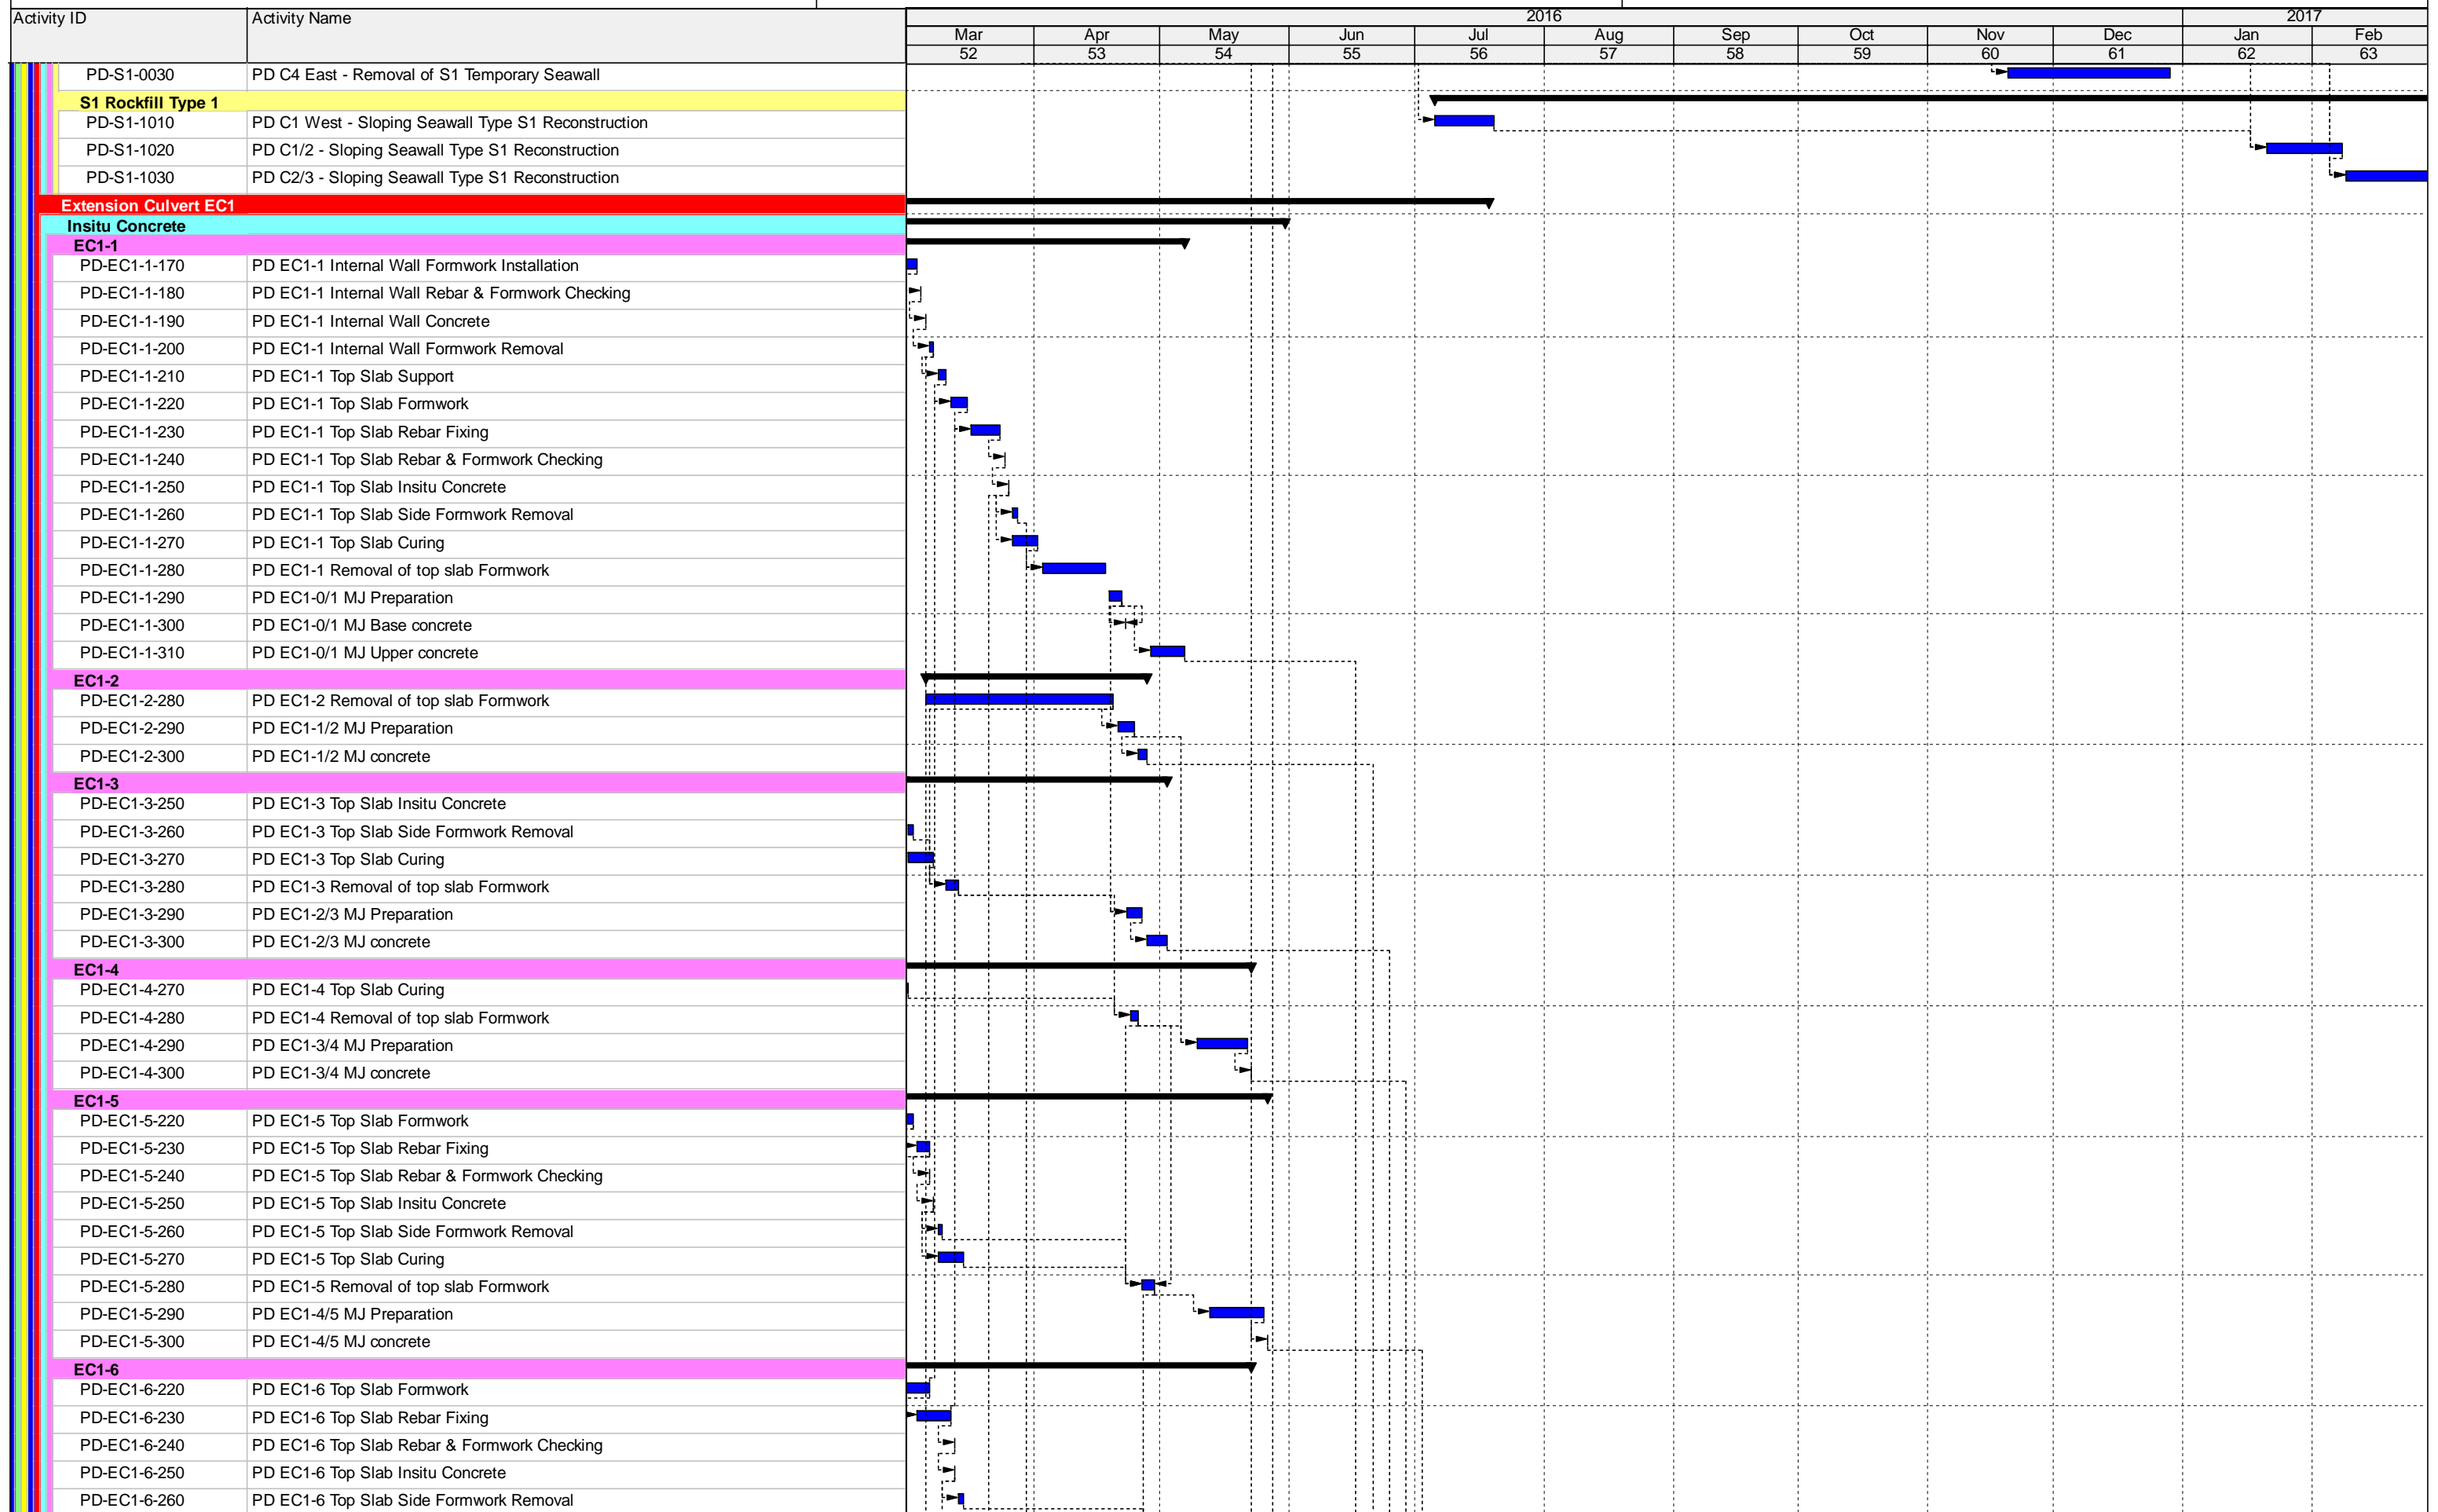 Activity ID Activity Name 2016 2017
Mar Apr May Jun Jul Aug Sep Oct Nov Dec Jan Feb
52 53 54 55 56 57 58 59 60 61 62 63
PD-S1-0030 PD C4 East - Removal of S1 Temporary Seawall
S1 Rockfill Type 1
PD-S1-1010 PD C1 West - Sloping Seawall Type S1 Reconstruction
PD-S1-1020 PD C1/2 - Sloping Seawall Type S1 Reconstruction
PD-S1-1030 PD C2/3 - Sloping Seawall Type S1 Reconstruction
Extension Culvert EC1
Insitu Concrete
EC1-1
PD-EC1-1-170 PD EC1-1 Internal Wall Formwork Installation
PD-EC1-1-180 PD EC1-1 Internal Wall Rebar & Formwork Checking
PD-EC1-1-190 PD EC1-1 Internal Wall Concrete
PD-EC1-1-200 PD EC1-1 Internal Wall Formwork Removal
PD-EC1-1-210 PD EC1-1 Top Slab Support
PD-EC1-1-220 PD EC1-1 Top Slab Formwork
PD-EC1-1-230 PD EC1-1 Top Slab Rebar Fixing
PD-EC1-1-240 PD EC1-1 Top Slab Rebar & Formwork Checking
PD-EC1-1-250 PD EC1-1 Top Slab Insitu Concrete
PD-EC1-1-260 PD EC1-1 Top Slab Side Formwork Removal
PD-EC1-1-270 PD EC1-1 Top Slab Curing
PD-EC1-1-280 PD EC1-1 Removal of top slab Formwork
PD-EC1-1-290 PD EC1-0/1 MJ Preparation
PD-EC1-1-300 PD EC1-0/1 MJ Base concrete
PD-EC1-1-310 PD EC1-0/1 MJ Upper concrete
EC1-2
PD-EC1-2-280 PD EC1-2 Removal of top slab Formwork
PD-EC1-2-290 PD EC1-1/2 MJ Preparation
PD-EC1-2-300 PD EC1-1/2 MJ concrete
EC1-3
PD-EC1-3-250 PD EC1-3 Top Slab Insitu Concrete
PD-EC1-3-260 PD EC1-3 Top Slab Side Formwork Removal
PD-EC1-3-270 PD EC1-3 Top Slab Curing
PD-EC1-3-280 PD EC1-3 Removal of top slab Formwork
PD-EC1-3-290 PD EC1-2/3 MJ Preparation
PD-EC1-3-300 PD EC1-2/3 MJ concrete
EC1-4
PD-EC1-4-270 PD EC1-4 Top Slab Curing
PD-EC1-4-280 PD EC1-4 Removal of top slab Formwork
PD-EC1-4-290 PD EC1-3/4 MJ Preparation
PD-EC1-4-300 PD EC1-3/4 MJ concrete
EC1-5
PD-EC1-5-220 PD EC1-5 Top Slab Formwork
PD-EC1-5-230 PD EC1-5 Top Slab Rebar Fixing
PD-EC1-5-240 PD EC1-5 Top Slab Rebar & Formwork Checking
PD-EC1-5-250 PD EC1-5 Top Slab Insitu Concrete
PD-EC1-5-260 PD EC1-5 Top Slab Side Formwork Removal
PD-EC1-5-270 PD EC1-5 Top Slab Curing
PD-EC1-5-280 PD EC1-5 Removal of top slab Formwork
PD-EC1-5-290 PD EC1-4/5 MJ Preparation
PD-EC1-5-300 PD EC1-4/5 MJ concrete
EC1-6
PD-EC1-6-220 PD EC1-6 Top Slab Formwork
PD-EC1-6-230 PD EC1-6 Top Slab Rebar Fixing
PD-EC1-6-240 PD EC1-6 Top Slab Rebar & Formwork Checking
PD-EC1-6-250 PD EC1-6 Top Slab Insitu Concrete
PD-EC1-6-260 PD EC1-6 Top Slab Side Formwork Removal